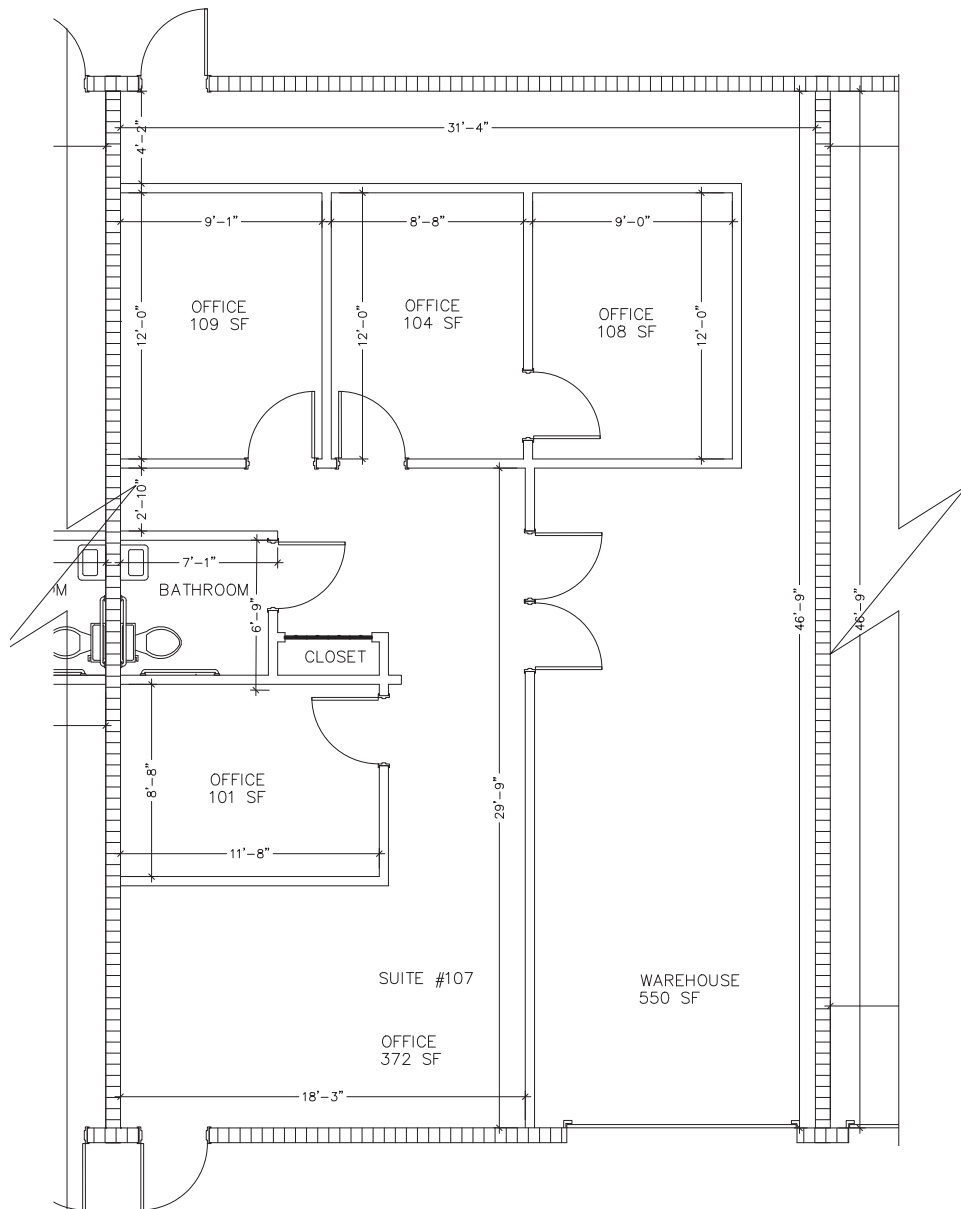 31'-4"
4'-2"
9'-1"
8'-8"
9'-0"
OFFICE
109 SF
OFFICE
104 SF
OFFICE
108 SF
12'-0"
12'-0"
12'-0"
2'-10"
7'-1"
BATHROOM
6'-9"
46'-9"
46'-9"
CLOSET
OFFICE
101 SF
8'-8"
11'-8"
29'-9"
SUITE #107
WAREHOUSE
550 SF
OFFICE
372 SF
18'-3"